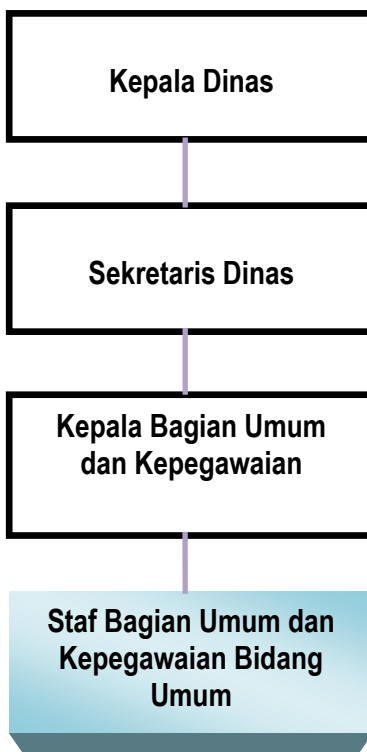 Kepala Dinas
Sekretaris Dinas
Kepala Bagian Umum
dan Kepegawaian
Staf Bagian Umum dan
Kepegawaian Bidang
Umum